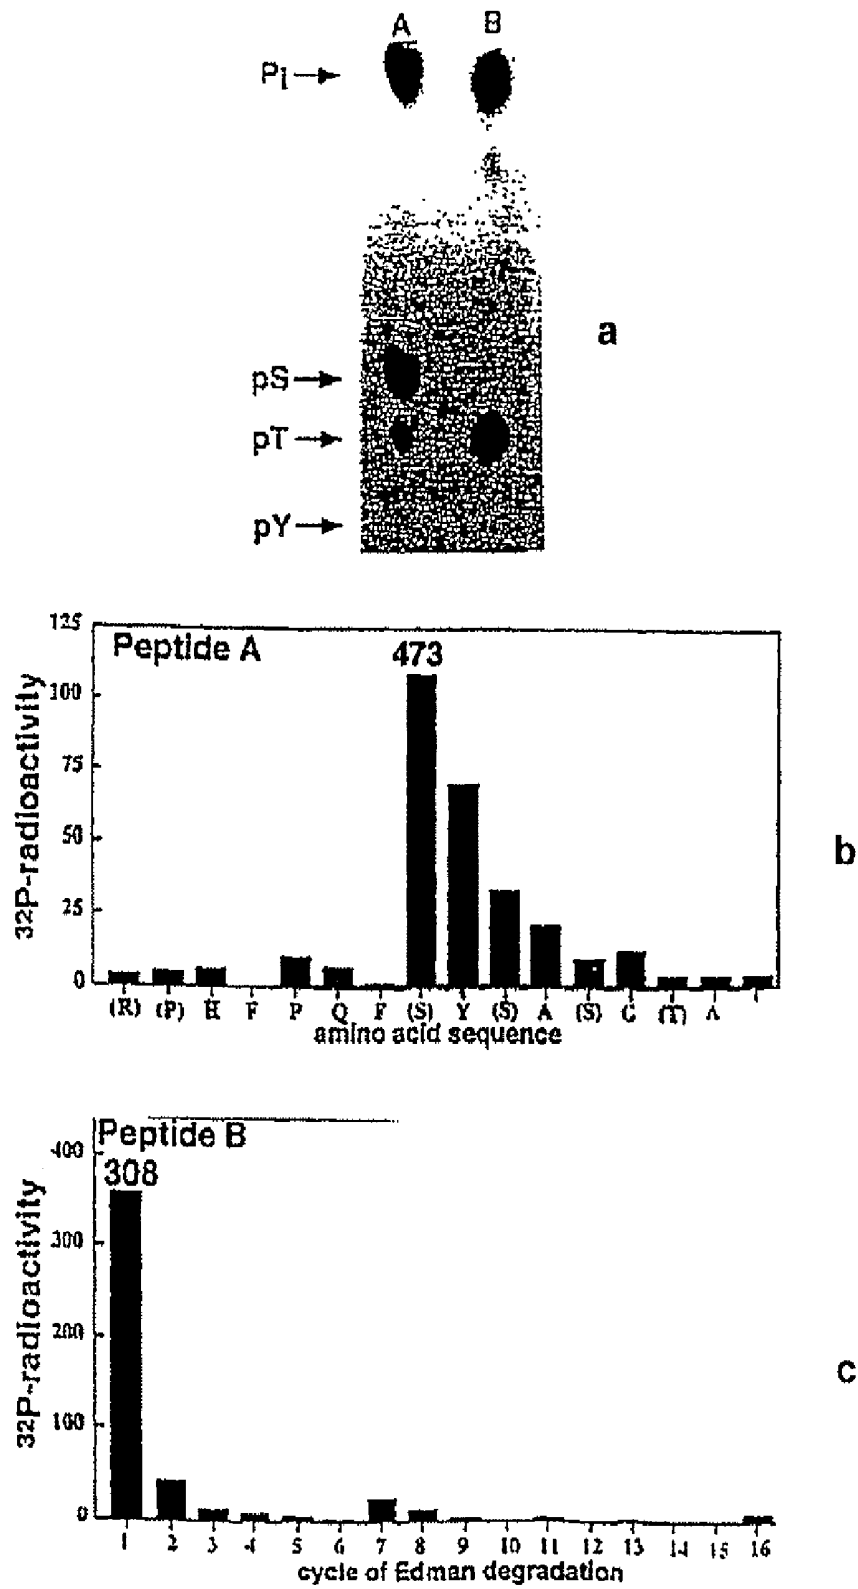 A B
Pi
pS
pT
pY
a
125
Peptide A
473
100
75
50
25
0
32P-radioactivity
(R) (P) H F P Q F (S) Y (S) A (S) G (T) A
amino acid sequence
b
Peptide B
400
308
300
200
100
0
32P-radioactivity
1 2 3 4 5 6 7 8 9 10 11 12 13 14 15 16
cycle of Edman degradation
c